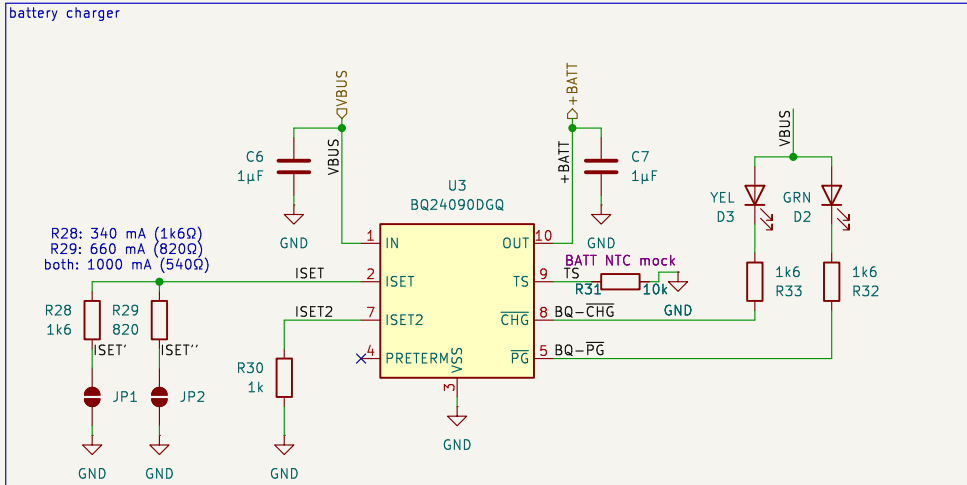 battery charger
VBUS
+BATT
VBUS
C6
1µF
VBUS
+BATT
C7
1µF
U3
BQ24090DGQ
YEL
D3
GRN
D2
R28: 340 mA (1k6Ω)
R29: 660 mA (820Ω)
both: 1000 mA (540Ω)
GND
GND
1 IN
OUT 10
BATT NTC mock
ISET
2 ISET
TS 9
TS
R31 10k
GND
1k6
R33
1k6
R32
R28
1k6
R29
820
ISET2
7 ISET2
CHG 8
BQ-CHG
ISET'
ISET''
4 PRETERM
VSS
PG 5
BQ-PG
R30
1k
3
JP1
JP2
GND
GND
GND
GND